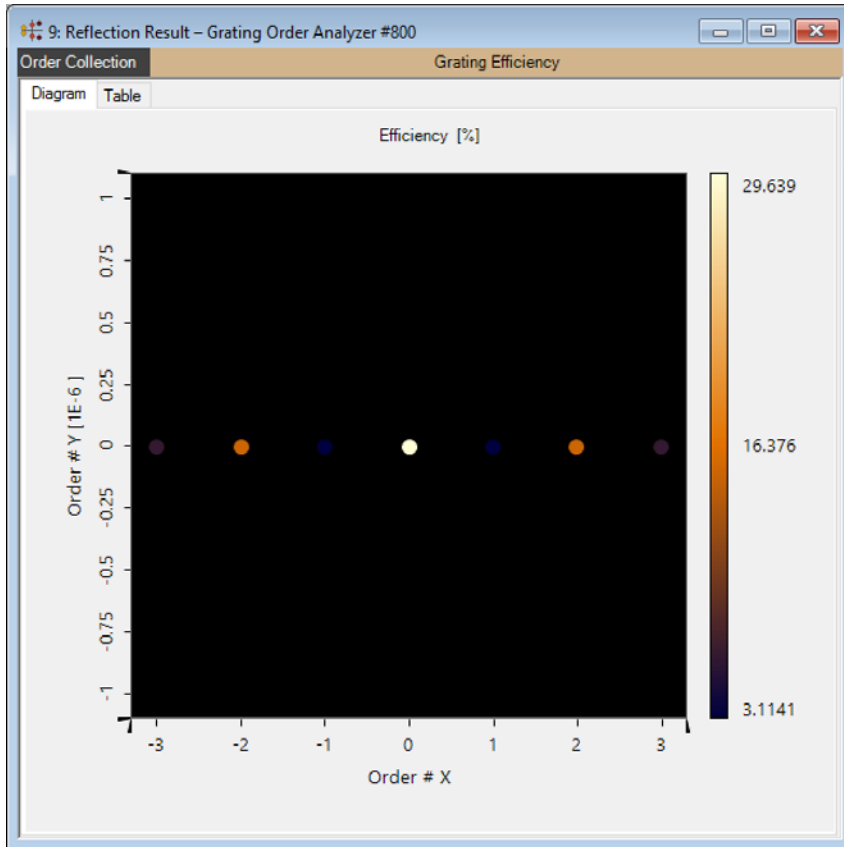 9: Reflection Result – Grating Order Analyzer #800
Order Collection Grating Efficiency
Diagram Table
Efficiency [%]
29.639
16.376
3.1141
Order # Y [1E-6 ]
1
0.75
0.5
0.25
0
-0.25
-0.5
-0.75
-1
-3 -2 -1 0 1 2 3
Order # X